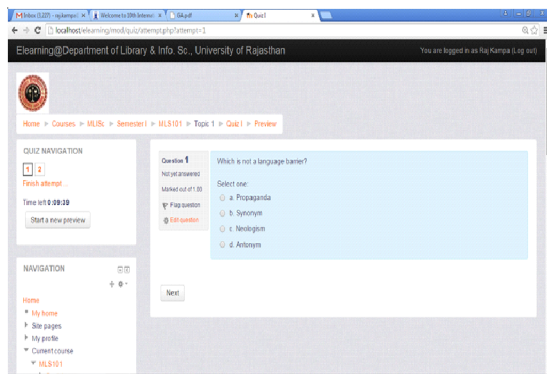 Inbox (3,227) - raj.kampa@
Welcome to 10th Internat
GA.pdf
Quiz I
localhost/elearning/mod/quiz/attempt.php?attempt=1
Elearning@Department of Library & Info. Sc., University of Rajasthan
You are logged in as Raj Kampa (Log out)
Home ► Courses ► MLISc ► Semester I ► MLS101 ► Topic 1 ► Quiz I ► Preview
QUIZ NAVIGATION
1 2
Finish attempt ...
Time left 0:09:39
Start a new preview
Question 1
Not yet answered
Marked out of 1.00
Flag question
Edit question
Which is not a language barrier?
Select one:
a. Propaganda
b. Synonym
c. Neologism
d. Antonym
Next
NAVIGATION
Home
My home
Site pages
My profile
Current course
MLS101